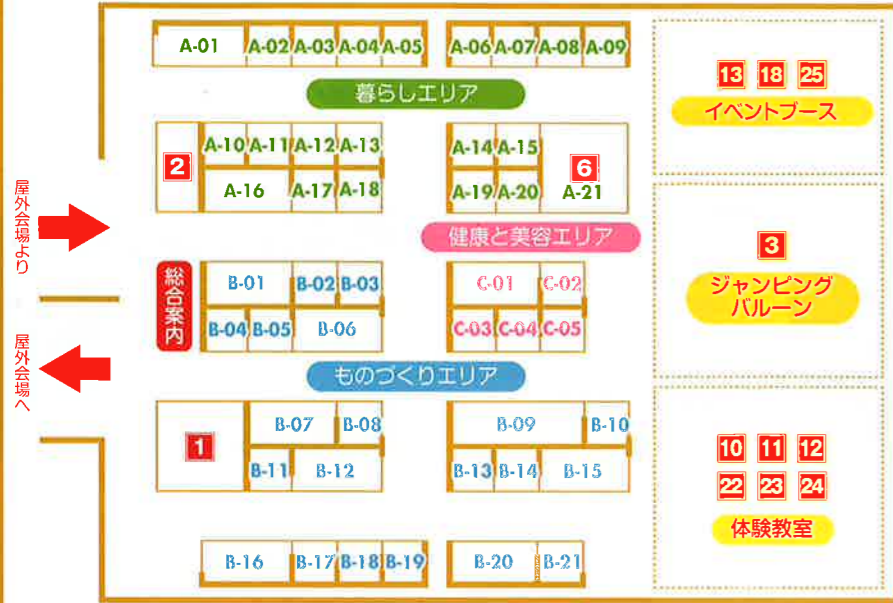 A-01 A-02 A-03 A-04 A-05 A-06 A-07 A-08 A-09
暮らしエリア
13 18 25
イベントブース
2
A-10 A-11 A-12 A-13 A-14 A-15
6
A-16 A-17 A-18 A-19 A-20 A-21
屋外会場より
健康と美容エリア
3
ジャンピング
バルーン
総合案内
B-01 B-02 B-03 C-01 C-02
B-04 B-05 B-06 C-03 C-04 C-05
屋外会場へ
ものづくりエリア
1
B-07 B-08 B-09 B-10
B-11 B-12 B-13 B-14 B-15
10 11 12
22 23 24
体験教室
B-16 B-17 B-18 B-19 B-20 B-21